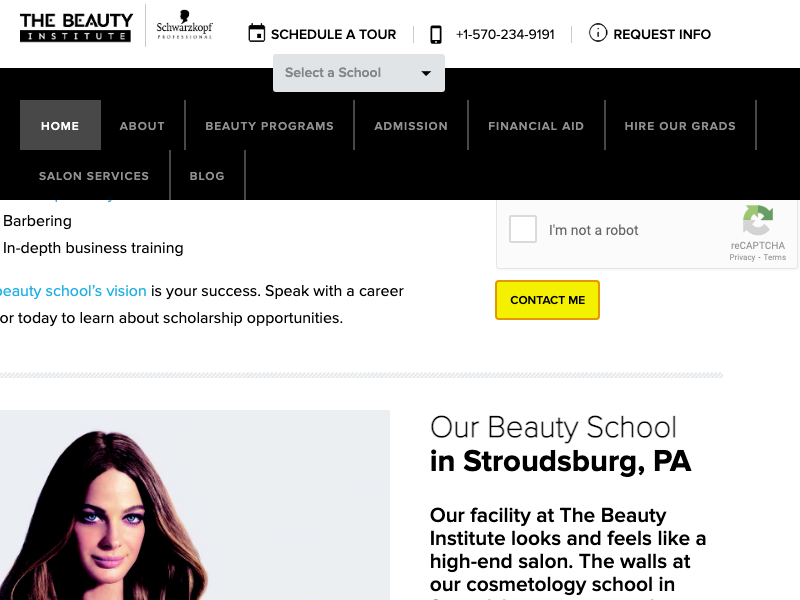 THE BEAUTY
INSTITUTE
Schwarzkopf
PROFESSIONAL
SCHEDULE A TOUR
+1-570-234-9191
REQUEST INFO
Select a School
HOME
ABOUT
BEAUTY PROGRAMS
ADMISSION
FINANCIAL AID
HIRE OUR GRADS
SALON SERVICES
BLOG
Barbering
In-depth business training
beauty school's vision is your success. Speak with a career
or today to learn about scholarship opportunities.
I'm not a robot
reCAPTCHA
Privacy - Terms
CONTACT ME
Our Beauty School
in Stroudsburg, PA
Our facility at The Beauty
Institute looks and feels like a
high-end salon. The walls at
our cosmetology school in